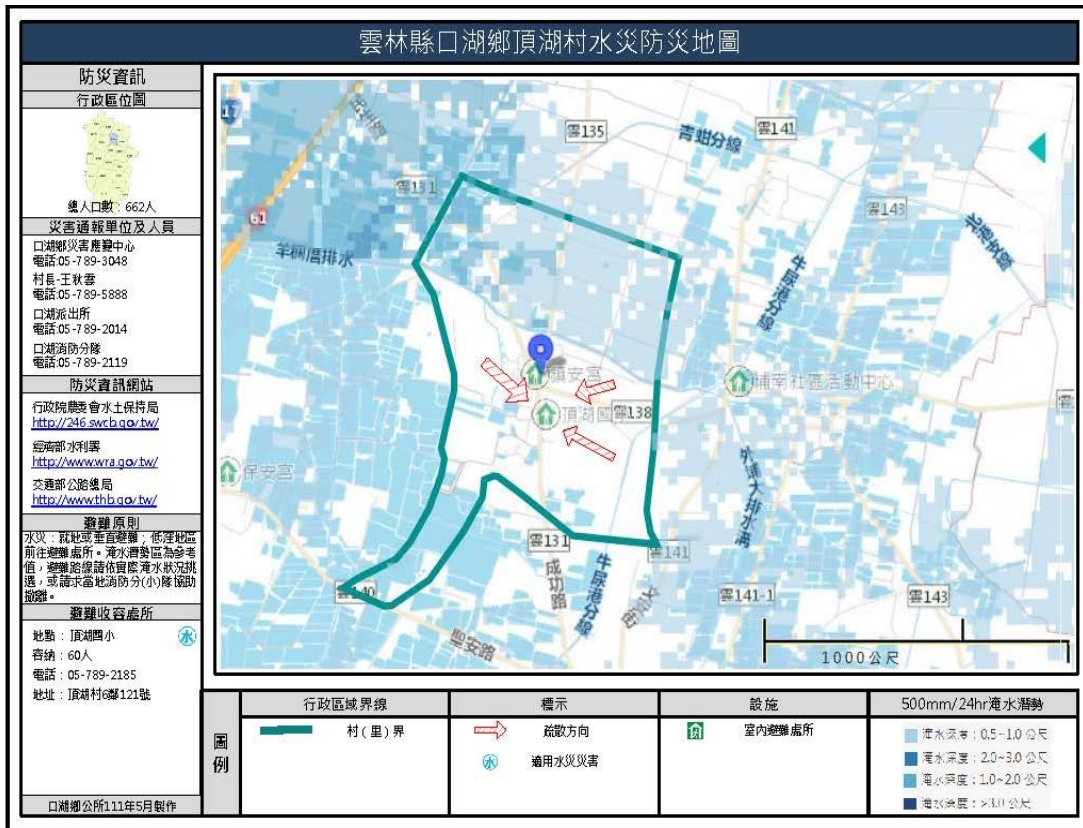 雲林縣口湖鄉頂湖村水災防災地圖
防災資訊
行政區位圖
總人口數：662人
災害通報單位及人員
口湖鄉災害應變中心
電話:05-789-3048
村長-王秋雲
電話:05-789-5888
口湖派出所
電話:05-789-2014
口湖消防分隊
電話:05-789-2119
防災資訊網站
行政院農委會水土保持局
http://246.swcb.gov.tw/
經濟部水利署
http://www.wra.gov.tw/
交通部公路總局
http://www.thb.gov.tw/
避難原則
水災：就地或垂直避難；低窪地區
前往避難處所。淹水潛勢區為參考
值，避難路線請依實際淹水狀況挑
選，或請求當地消防分(小)隊協助
撤離。
避難收容處所
地點：頂湖國小
水
容納：60人
電話：05-789-2185
地址：頂湖村6鄰121號
口湖鄉公所111年5月製作
17
雲135
青蚶分線
雲141
雲131
61
羊稠厝排水
雲143
北港支線
牛尿港分線
鎮安宮
埔南社區活動中心
頂湖國
雲138
保安宮
外埔大排水溝
雲131
雲141
成功路
牛尿港分線
雲140
雲141-1
雲143
聖安路
1000公尺
圖例
行政區域界線
村(里)界
標示
疏散方向
水
適用水災災害
設施
室內避難處所
500mm/24hr淹水潛勢
淹水深度：0.5~1.0 公尺
淹水深度：2.0~3.0 公尺
淹水深度：1.0~2.0 公尺
淹水深度：>3.0 公尺